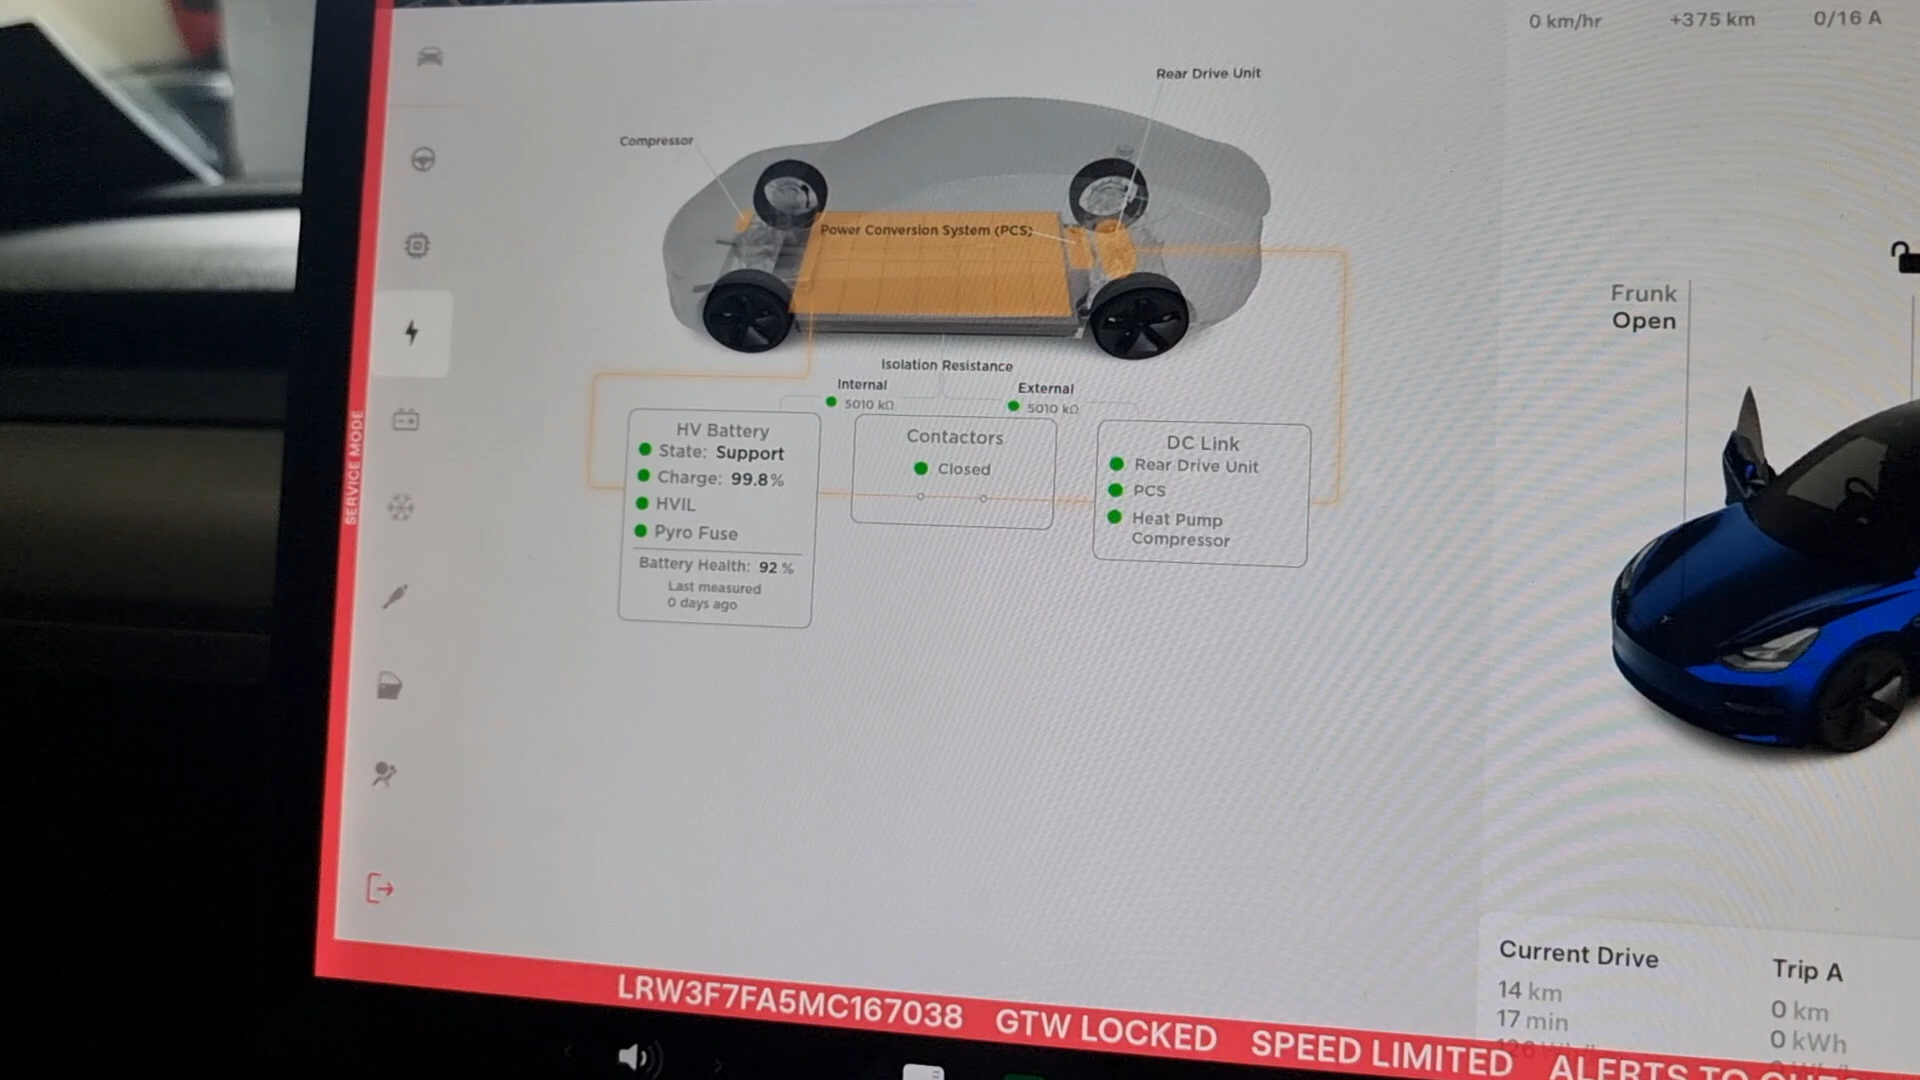 0 km/hr +375 km 0/16 A
Rear Drive Unit
Compressor
Power Conversion System (PCS)
Frunk
Open
Isolation Resistance
Internal
5010 kΩ
External
5010 kΩ
HV Battery
State: Support
Charge: 99.8%
HVIL
Pyro Fuse
Battery Health: 92 %
Last measured
0 days ago
Contactors
Closed
DC Link
Rear Drive Unit
PCS
Heat Pump
Compressor
SERVICE MODE
Current Drive
14 km
17 min
Trip A
0 km
0 kWh
LRW3F7FA5MC167038 GTW LOCKED SPEED LIMITED ALERTS TO